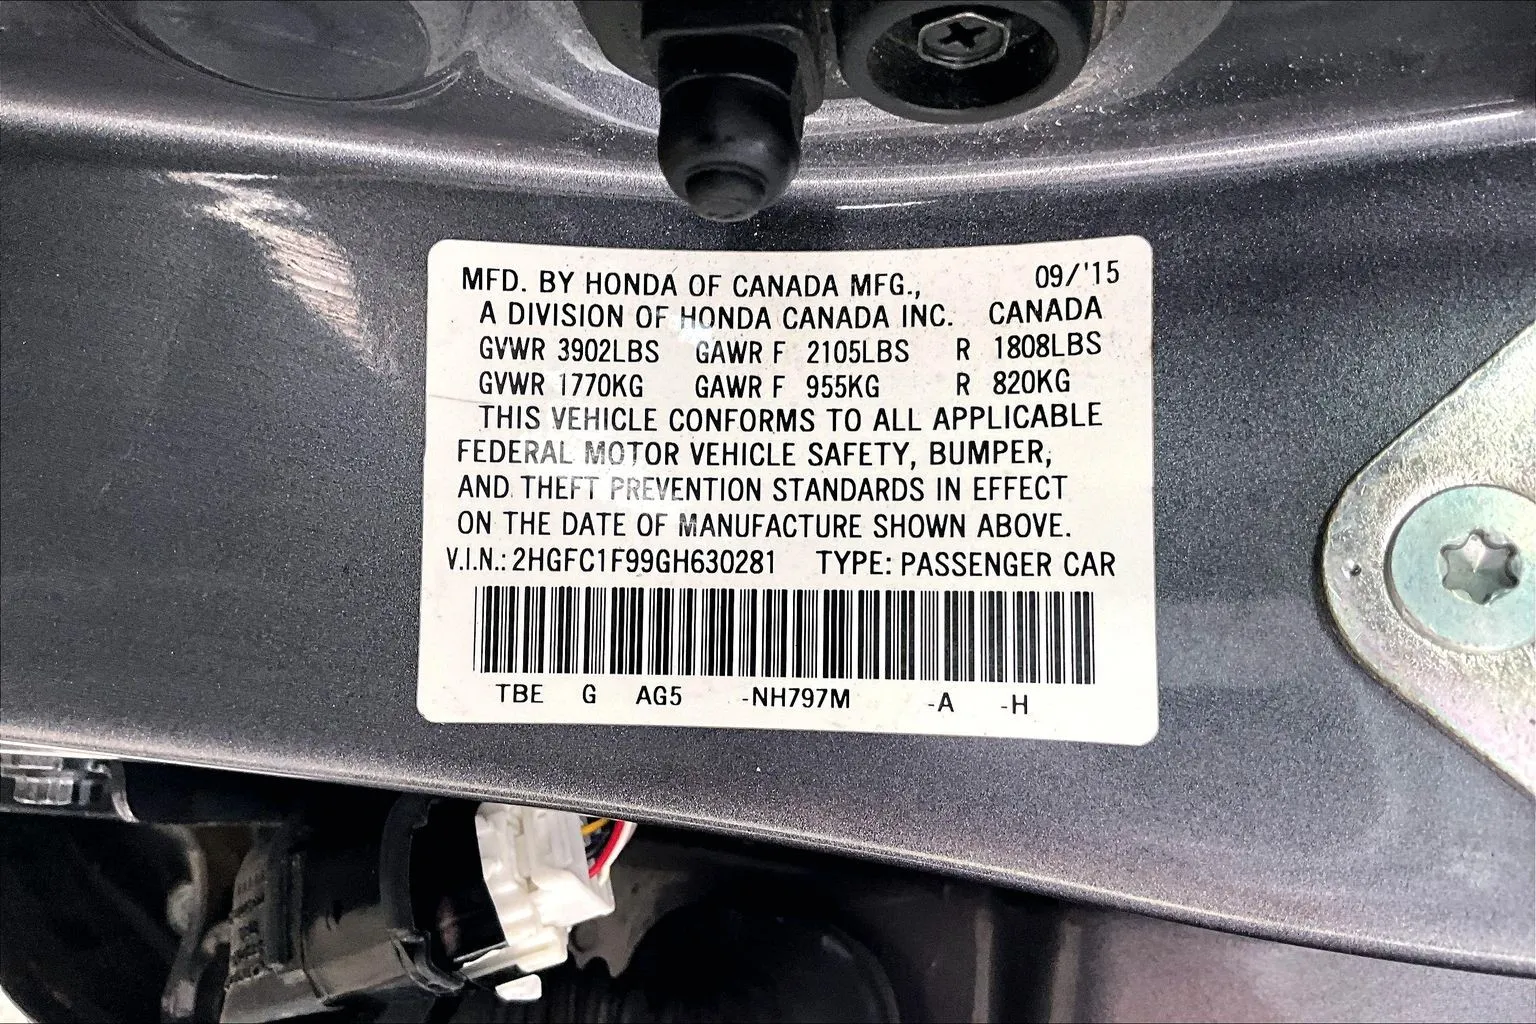 MFD. BY HONDA OF CANADA MFG., 09/'15
A DIVISION OF HONDA CANADA INC. CANADA
GVWR 3902LBS GAWR F 2105LBS R 1808LBS
GVWR 1770KG GAWR F 955KG R 820KG
THIS VEHICLE CONFORMS TO ALL APPLICABLE
FEDERAL MOTOR VEHICLE SAFETY, BUMPER,
AND THEFT PREVENTION STANDARDS IN EFFECT
ON THE DATE OF MANUFACTURE SHOWN ABOVE.
V.I.N.: 2HGFC1F99GH630281 TYPE: PASSENGER CAR
TBE G AG5 -NH797M -A -H